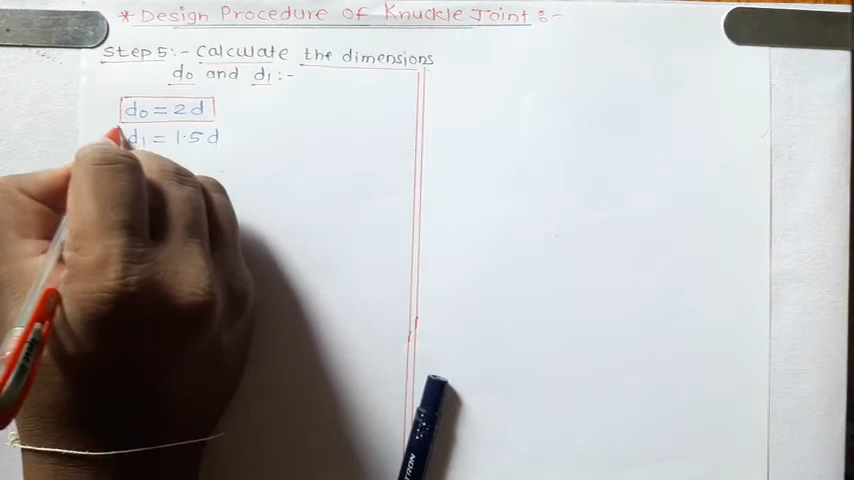 * Design Procedure of Knuckle Joint :-
Step 5:- Calculate the dimensions
d₀ and d₁ :-
d₀ = 2d
d₁ = 1.5d